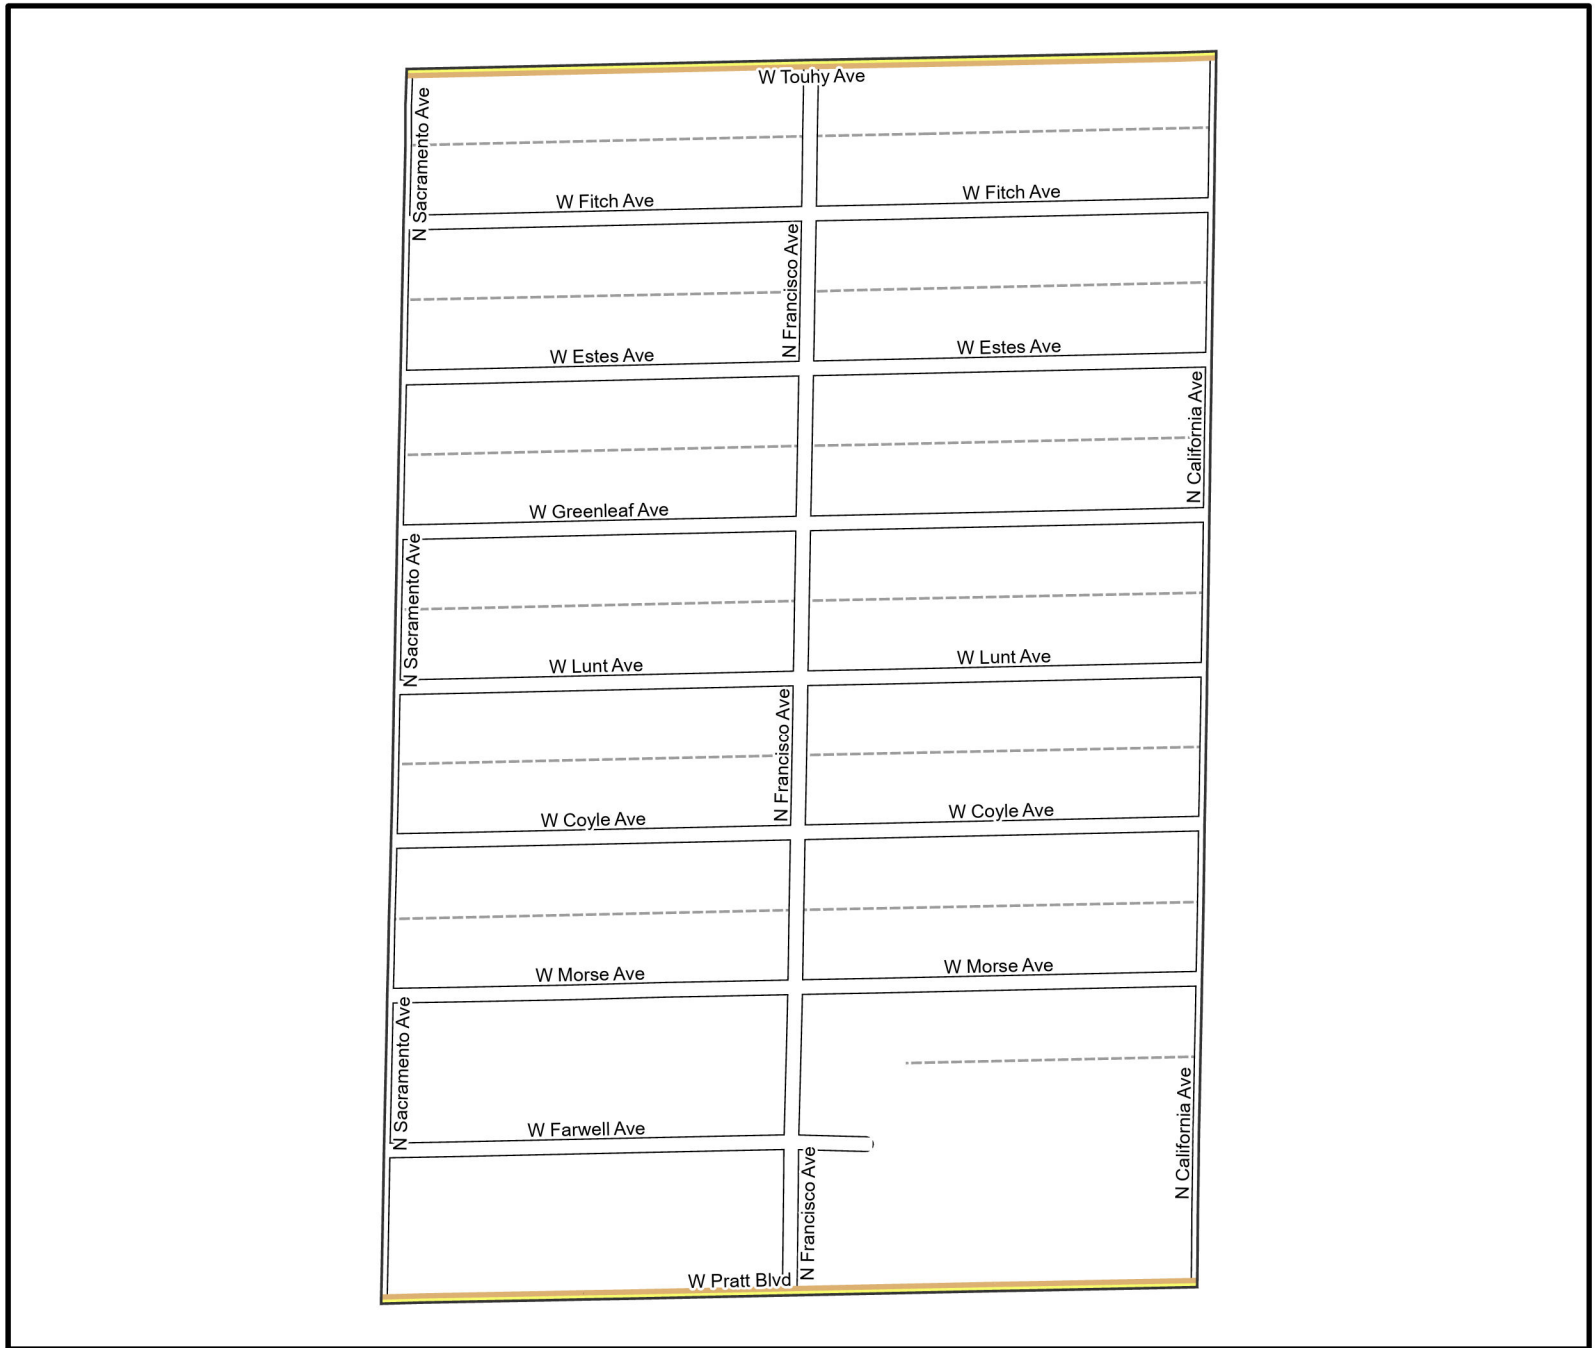 W Touhy Ave
N Sacramento Ave
W Fitch Ave
W Fitch Ave
N Francisco Ave
W Estes Ave
W Estes Ave
N California Ave
W Greenleaf Ave
N Sacramento Ave
W Lunt Ave
W Lunt Ave
N Francisco Ave
W Coyle Ave
W Coyle Ave
W Morse Ave
W Morse Ave
N Sacramento Ave
W Farwell Ave
N California Ave
N Francisco Ave
W Pratt Blvd